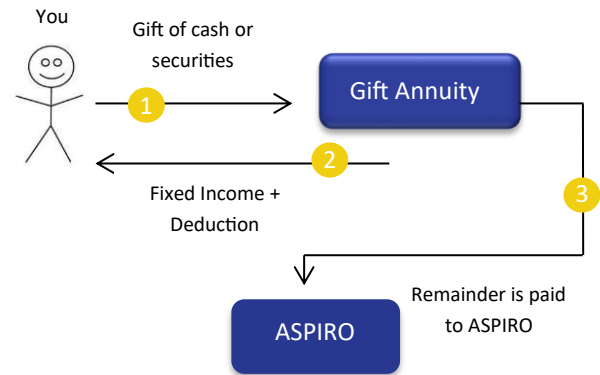 You
Gift of cash or
securities
Gift Annuity
1
2
Fixed Income +
Deduction
3
Remainder is paid
to ASPIRO
ASPIRO